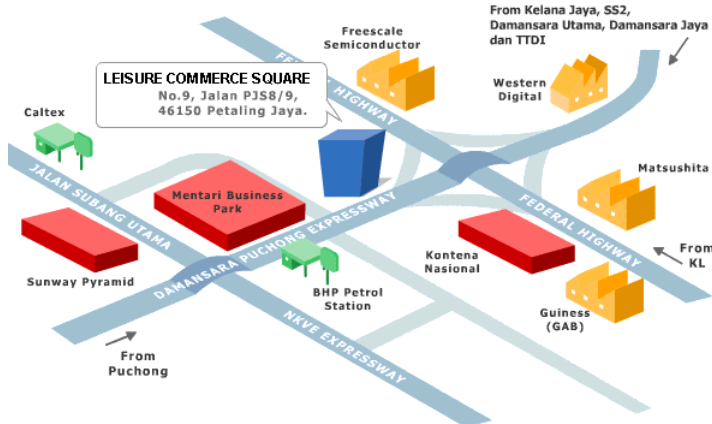 From Kelana Jaya, SS2,
Damansara Utama, Damansara Jaya
dan TTDI
Freescale
Semiconductor
FEDERAL HIGHWAY
LEISURE COMMERCE SQUARE
No.9, Jalan PJS8/9,
46150 Petaling Jaya.
Western
Digital
Caltex
JALAN SUBANG UTAMA
Mentari Business
Park
Matsushita
DAMANSARA PUCHONG EXPRESSWAY
FEDERAL HIGHWAY
Kontena
Nasional
From
KL
Sunway Pyramid
BHP Petrol
Station
Guiness
(GAB)
NKVE EXPRESSWAY
From
Puchong